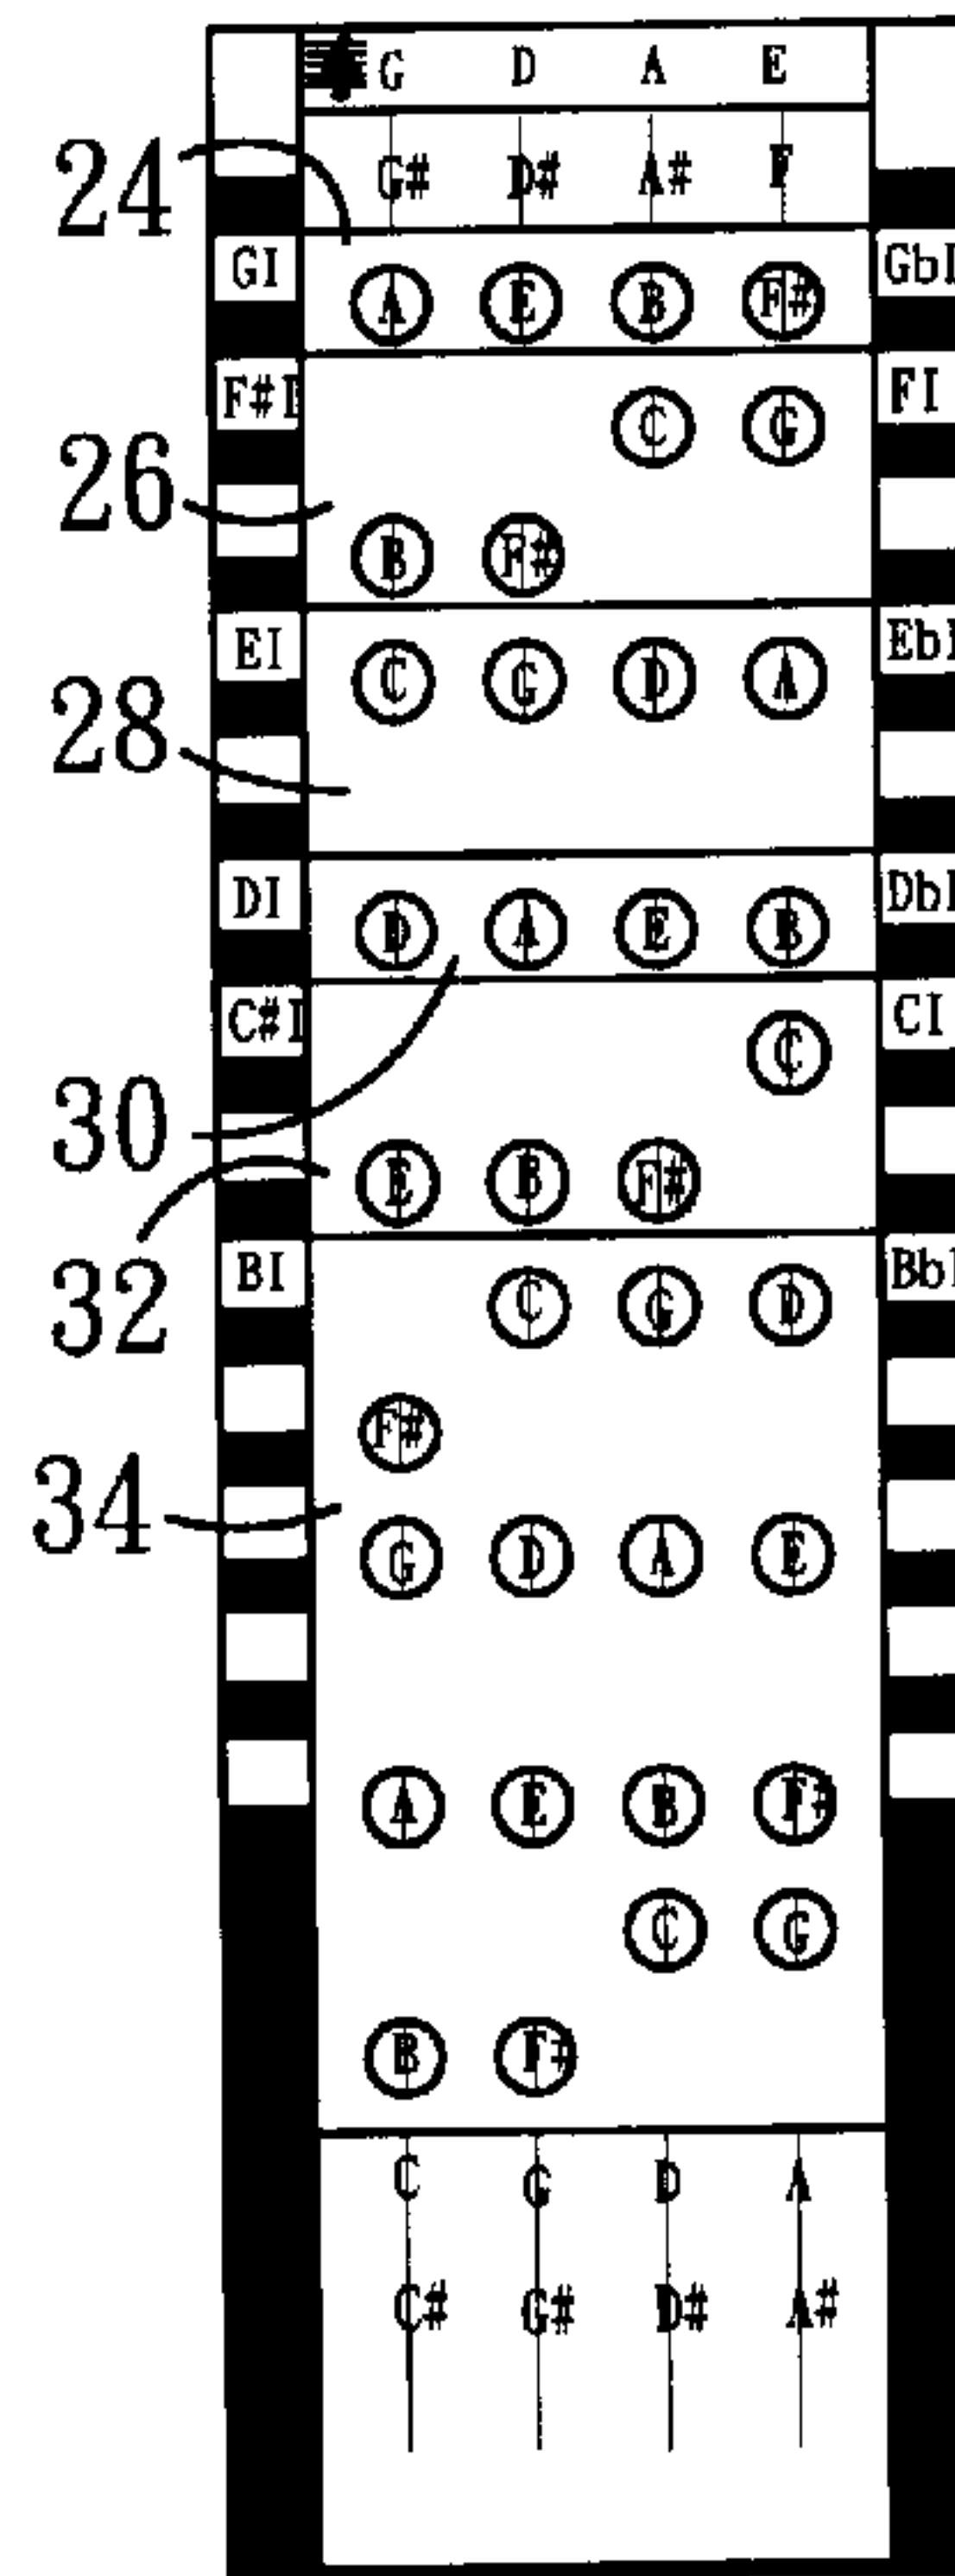 G D A E
24 G# D# A# F
GI A E B F# GbI
F#I C G FI
26 B F#
EI C G D A EbI
28
DI D A E B DbI
C#I C CI
30 E B F#
32 BI C G D BbI
F#
34 G D A E
A E B F#
C G
B F#
C G D A
C# G# D# A#